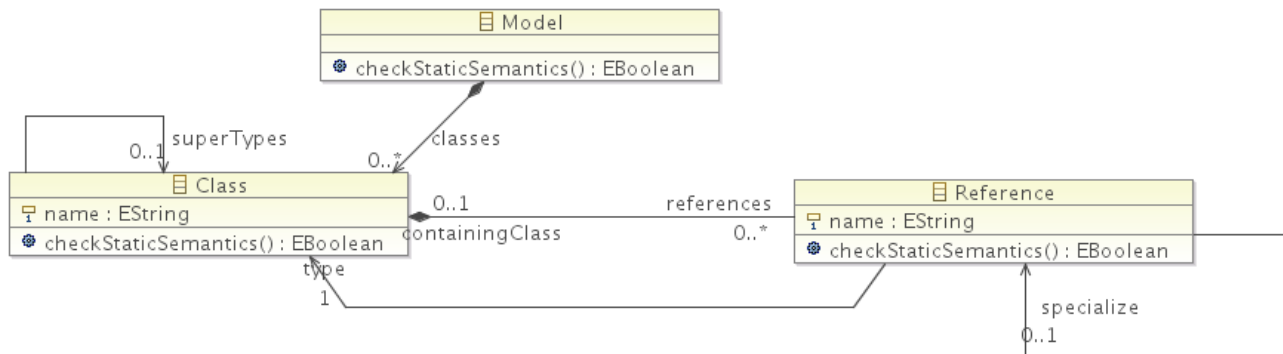 Model
checkStaticSemantics() : EBoolean
superTypes
0..1
classes
0..*
Class
name : EString
checkStaticSemantics() : EBoolean
0..1
containingClass
references
0..*
Reference
name : EString
checkStaticSemantics() : EBoolean
type
1
specialize
0..1